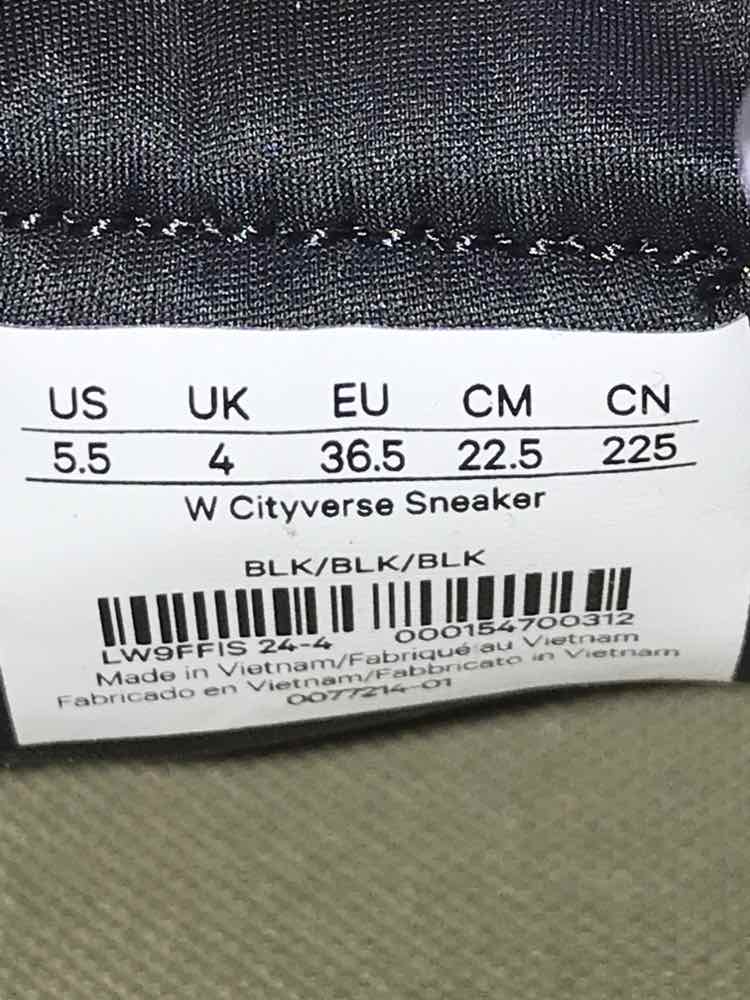 US UK EU CM CN
5.5 4 36.5 22.5 225
W Cityverse Sneaker
BLK/BLK/BLK
LW9FFIS 24-4 000154700312
Made in Vietnam/Fabriqué au Vietnam
Fabricado en Vietnam/Fabbricato in Vietnam
0077214-01